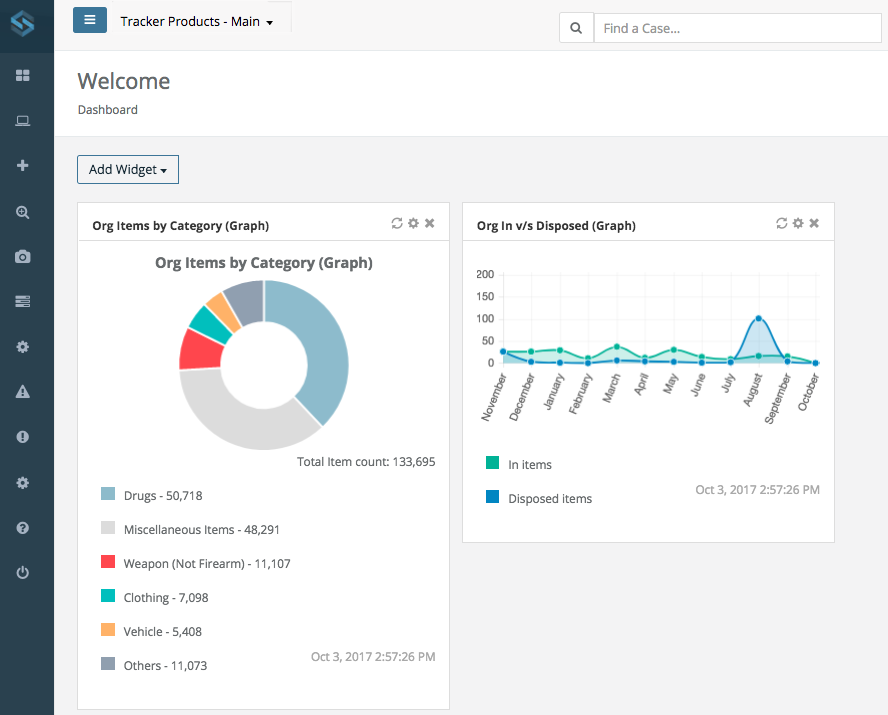 Tracker Products - Main
Find a Case...
Welcome
Dashboard
Add Widget
Org Items by Category (Graph)
Org Items by Category (Graph)
Total Item count: 133,695
Drugs - 50,718
Miscellaneous Items - 48,291
Weapon (Not Firearm) - 11,107
Clothing - 7,098
Vehicle - 5,408
Others - 11,073
Oct 3, 2017 2:57:26 PM
Org In v/s Disposed (Graph)
200
150
100
50
0
November
December
January
February
March
April
May
June
July
August
September
October
In items
Disposed items
Oct 3, 2017 2:57:26 PM